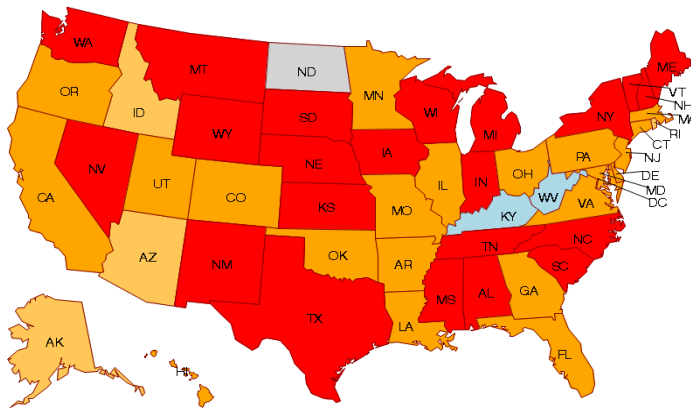 WA
MT
ND
MN
ME
VT
NH
OR
ID
SD
WI
NY
MA
WY
MI
RI
CT
IA
PA
NJ
NE
NV
IL
IN
OH
DE
UT
CO
MD
CA
WV
VA
DC
KS
MO
KY
NC
TN
OK
AZ
NM
AR
SC
GA
MS
AL
TX
LA
AK
FL